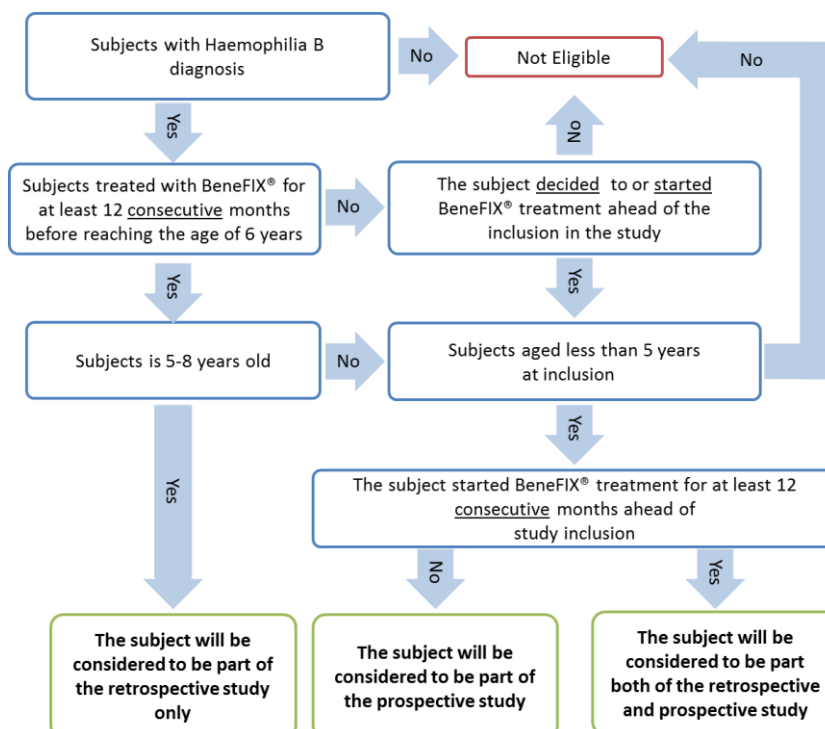 Subjects with Haemophilia B
diagnosis
No
Not Eligible
No
Yes
No
Subjects treated with BeneFIX® for
at least 12 consecutive months
before reaching the age of 6 years
No
The subject decided to or started
BeneFIX® treatment ahead of the
inclusion in the study
Yes
Yes
Subjects is 5-8 years old
No
Subjects aged less than 5 years
at inclusion
Yes
Yes
The subject started BeneFIX® treatment for at least 12
consecutive months ahead of
study inclusion
No
Yes
The subject will be
considered to be part of
the retrospective study
only
The subject will be
considered to be part of
the prospective study
The subject will be
considered to be part
both of the retrospective
and prospective study